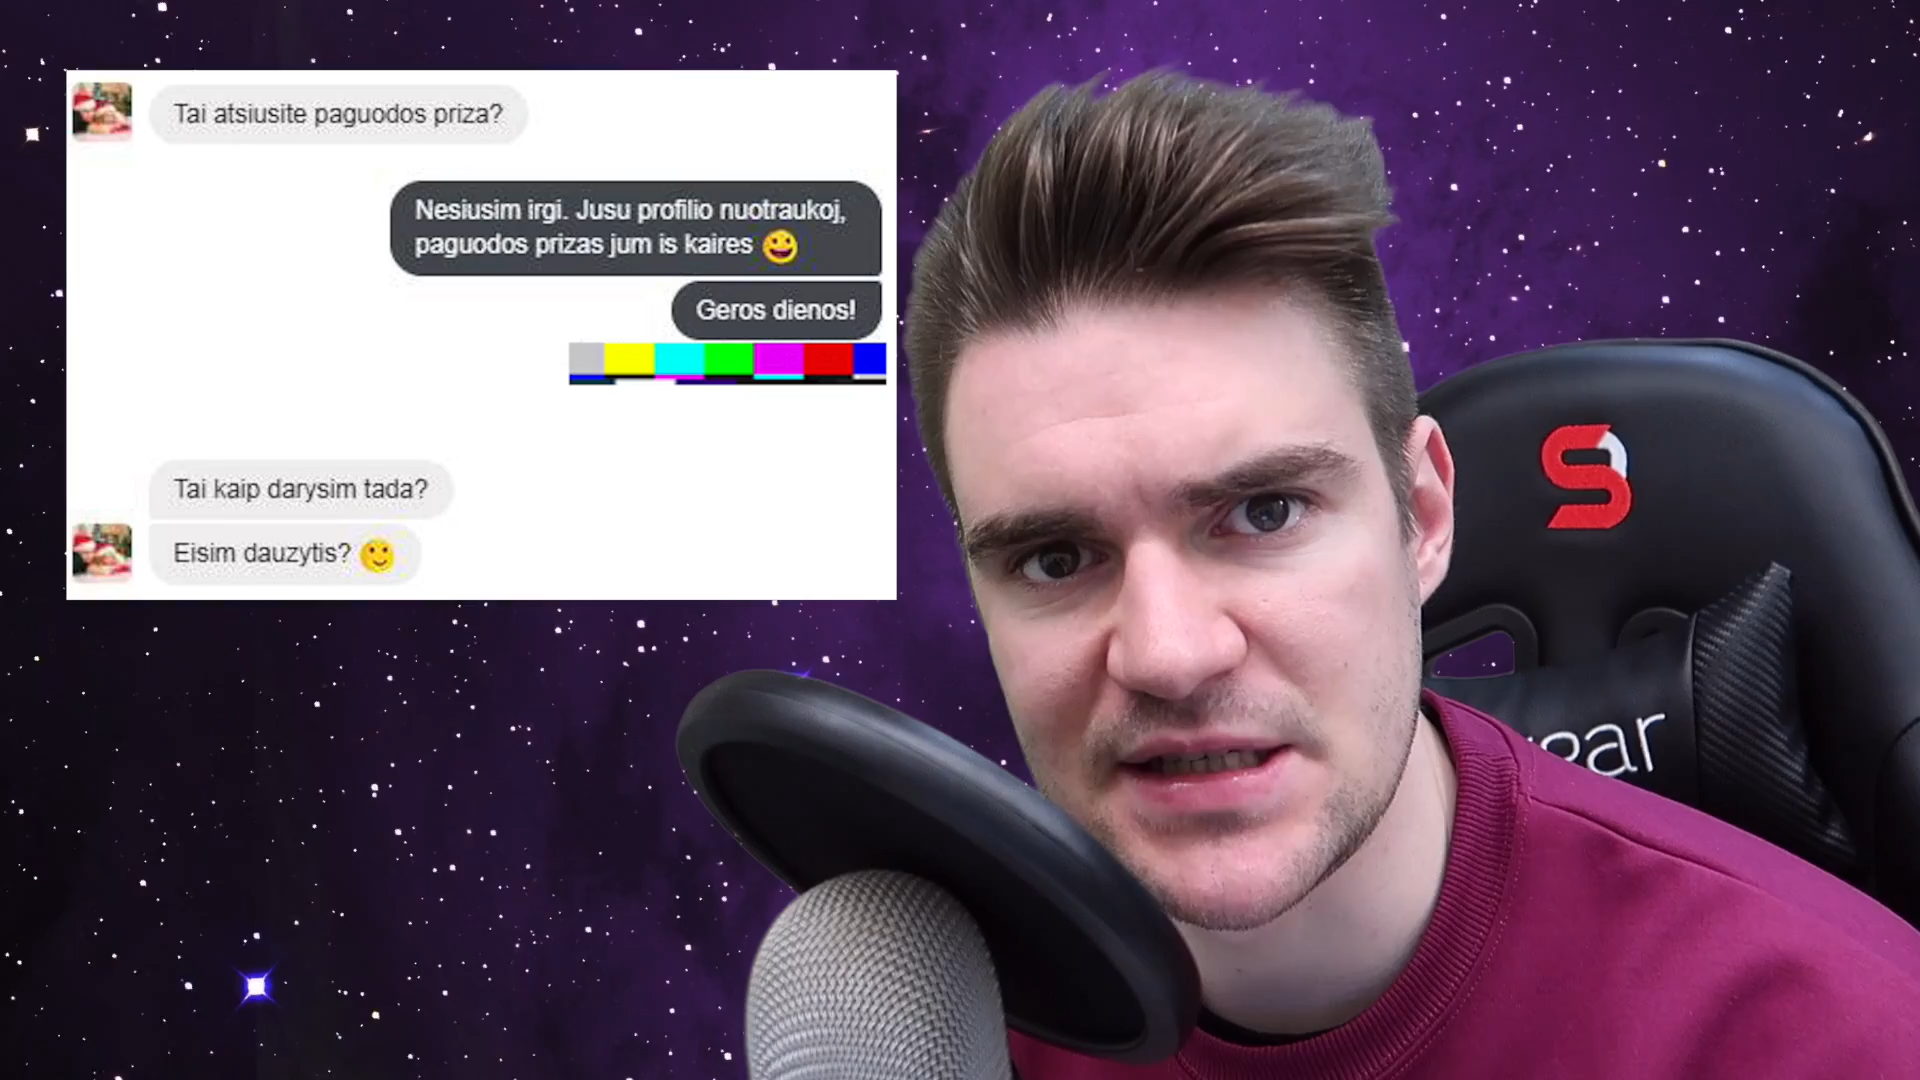 Tai atsiusite paguodos priza?
Nesiusim irgi. Jusu profilio nuotraukoj,
paguodos prizas jum is kaires 😀
Geros dienos!
Tai kaip darysim tada?
Eisim dauzytis? 🙂
S
gar